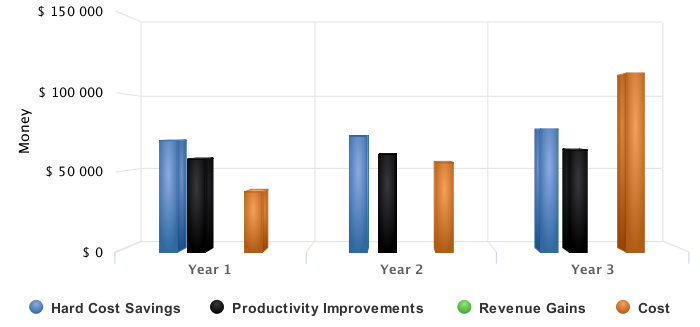 $ 150 000
$ 100 000
$ 50 000
$ 0
Money
Year 1 Year 2 Year 3
Hard Cost Savings Productivity Improvements Revenue Gains Cost